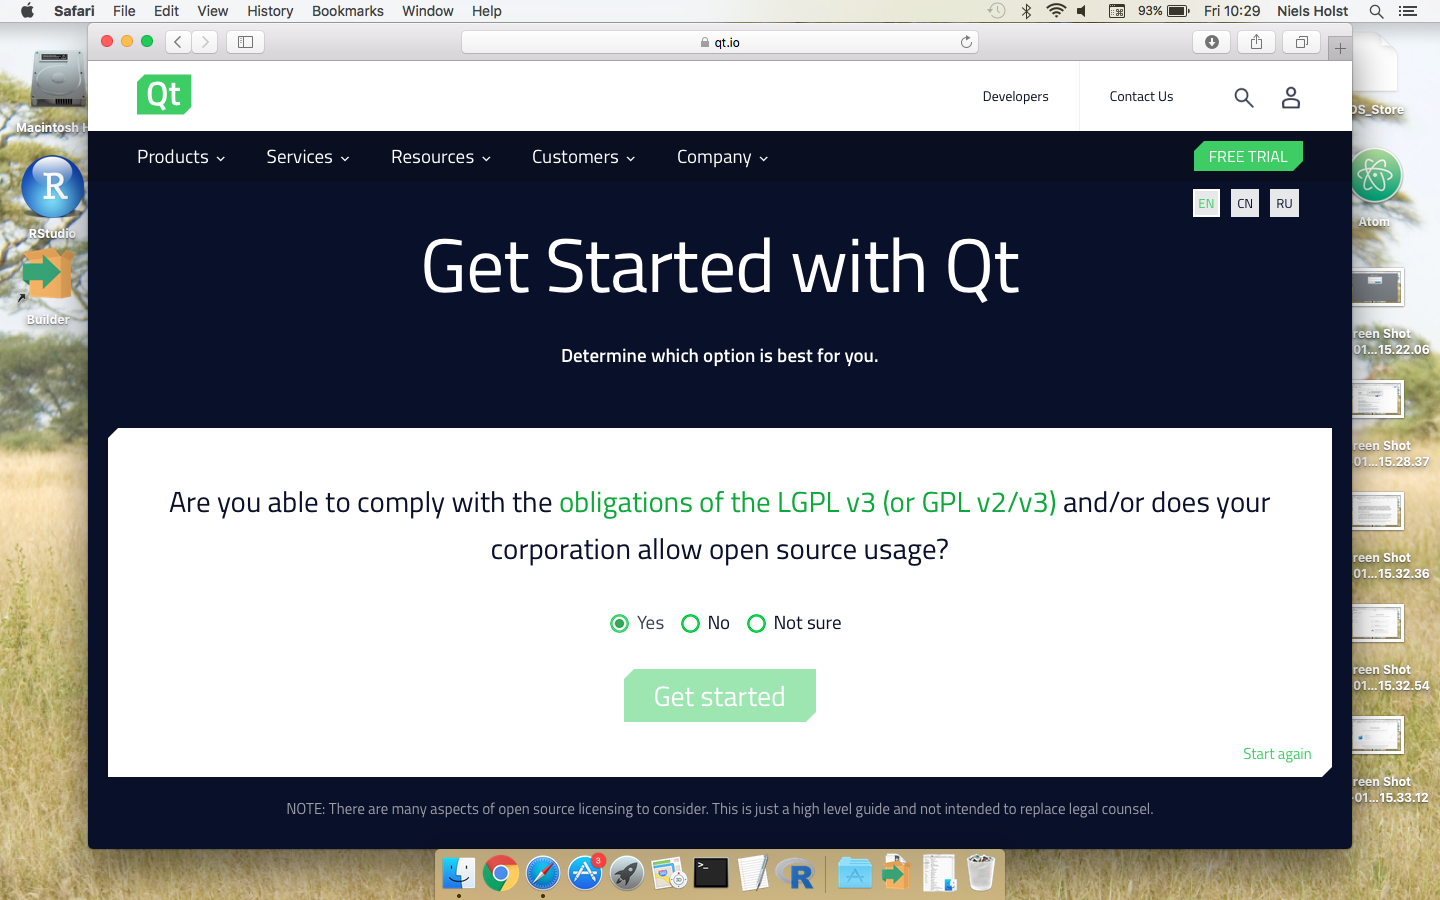 Safari File Edit View History Bookmarks Window Help 93% Fri 10:29 Niels Holst
qt.io
Qt
Developers Contact Us
Products Services Resources Customers Company FREE TRIAL
EN CN RU
Get Started with Qt
Determine which option is best for you.
Are you able to comply with the obligations of the LGPL v3 (or GPL v2/v3) and/or does your
corporation allow open source usage?
Yes No Not sure
Get started
Start again
NOTE: There are many aspects of open source licensing to consider. This is just a high level guide and not intended to replace legal counsel.
Macintosh H
R
RStudio
Builder
DS_Store
Atom
reen Shot
01...15.22.06
reen Shot
01...15.28.37
reen Shot
01...15.32.36
reen Shot
01...15.32.54
reen Shot
01...15.33.12
3
30
>_
R